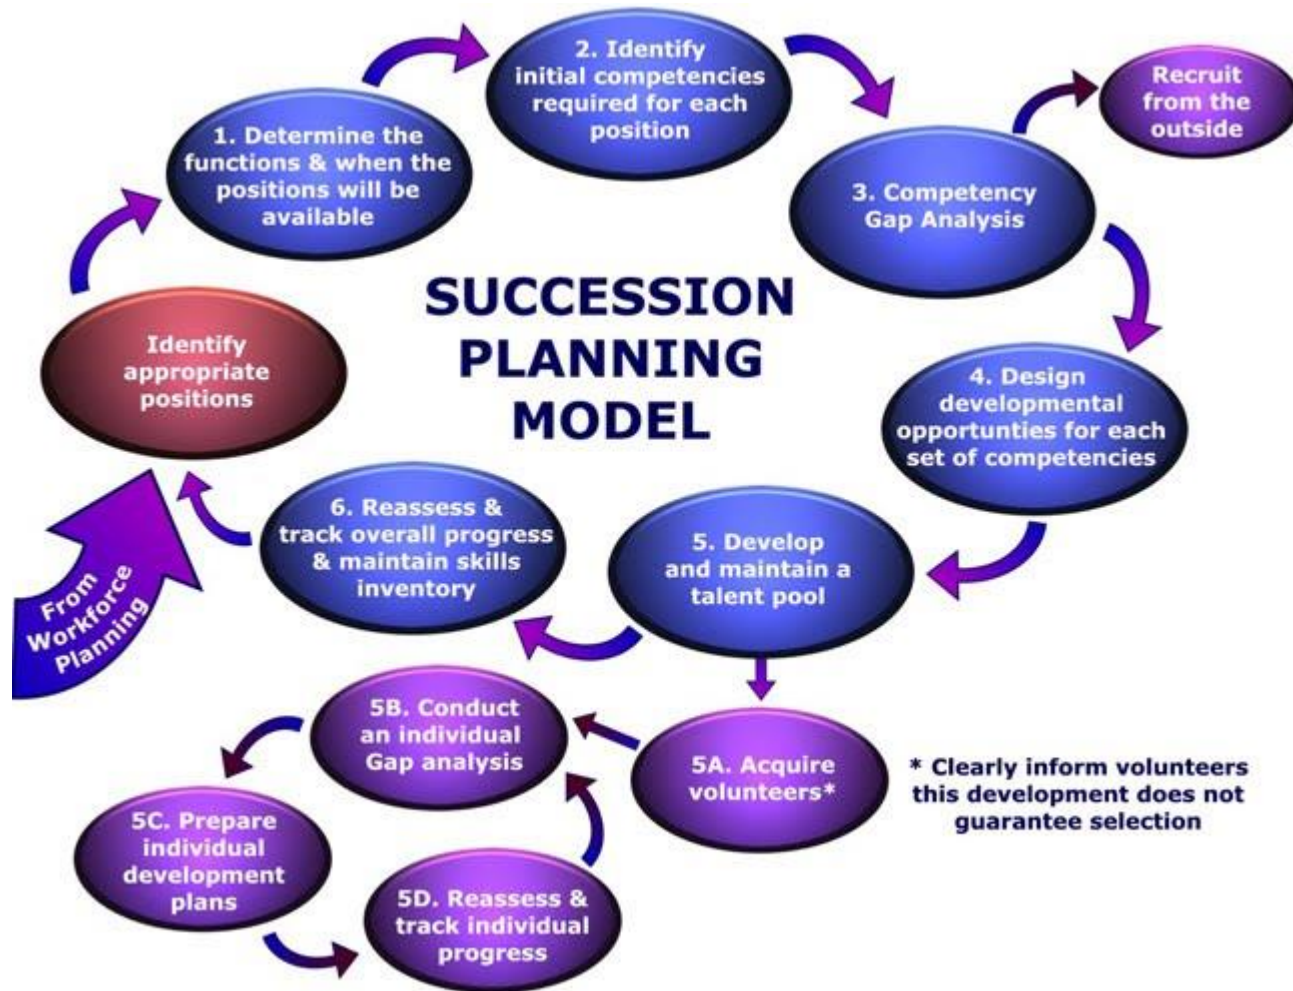 SUCCESSION
PLANNING
MODEL
From
Workforce
Planning
Identify
appropriate
positions
1. Determine the
functions & when the
positions will be
available
2. Identify
initial competencies
required for each
position
3. Competency
Gap Analysis
Recruit
from the
outside
4. Design
developmental
opportunties for each
set of competencies
5. Develop
and maintain a
talent pool
6. Reassess &
track overall progress
& maintain skills
inventory
5A. Acquire
volunteers*
5B. Conduct
an individual
Gap analysis
5C. Prepare
individual
development
plans
5D. Reassess &
track individual
progress
* Clearly inform volunteers
this development does not
guarantee selection